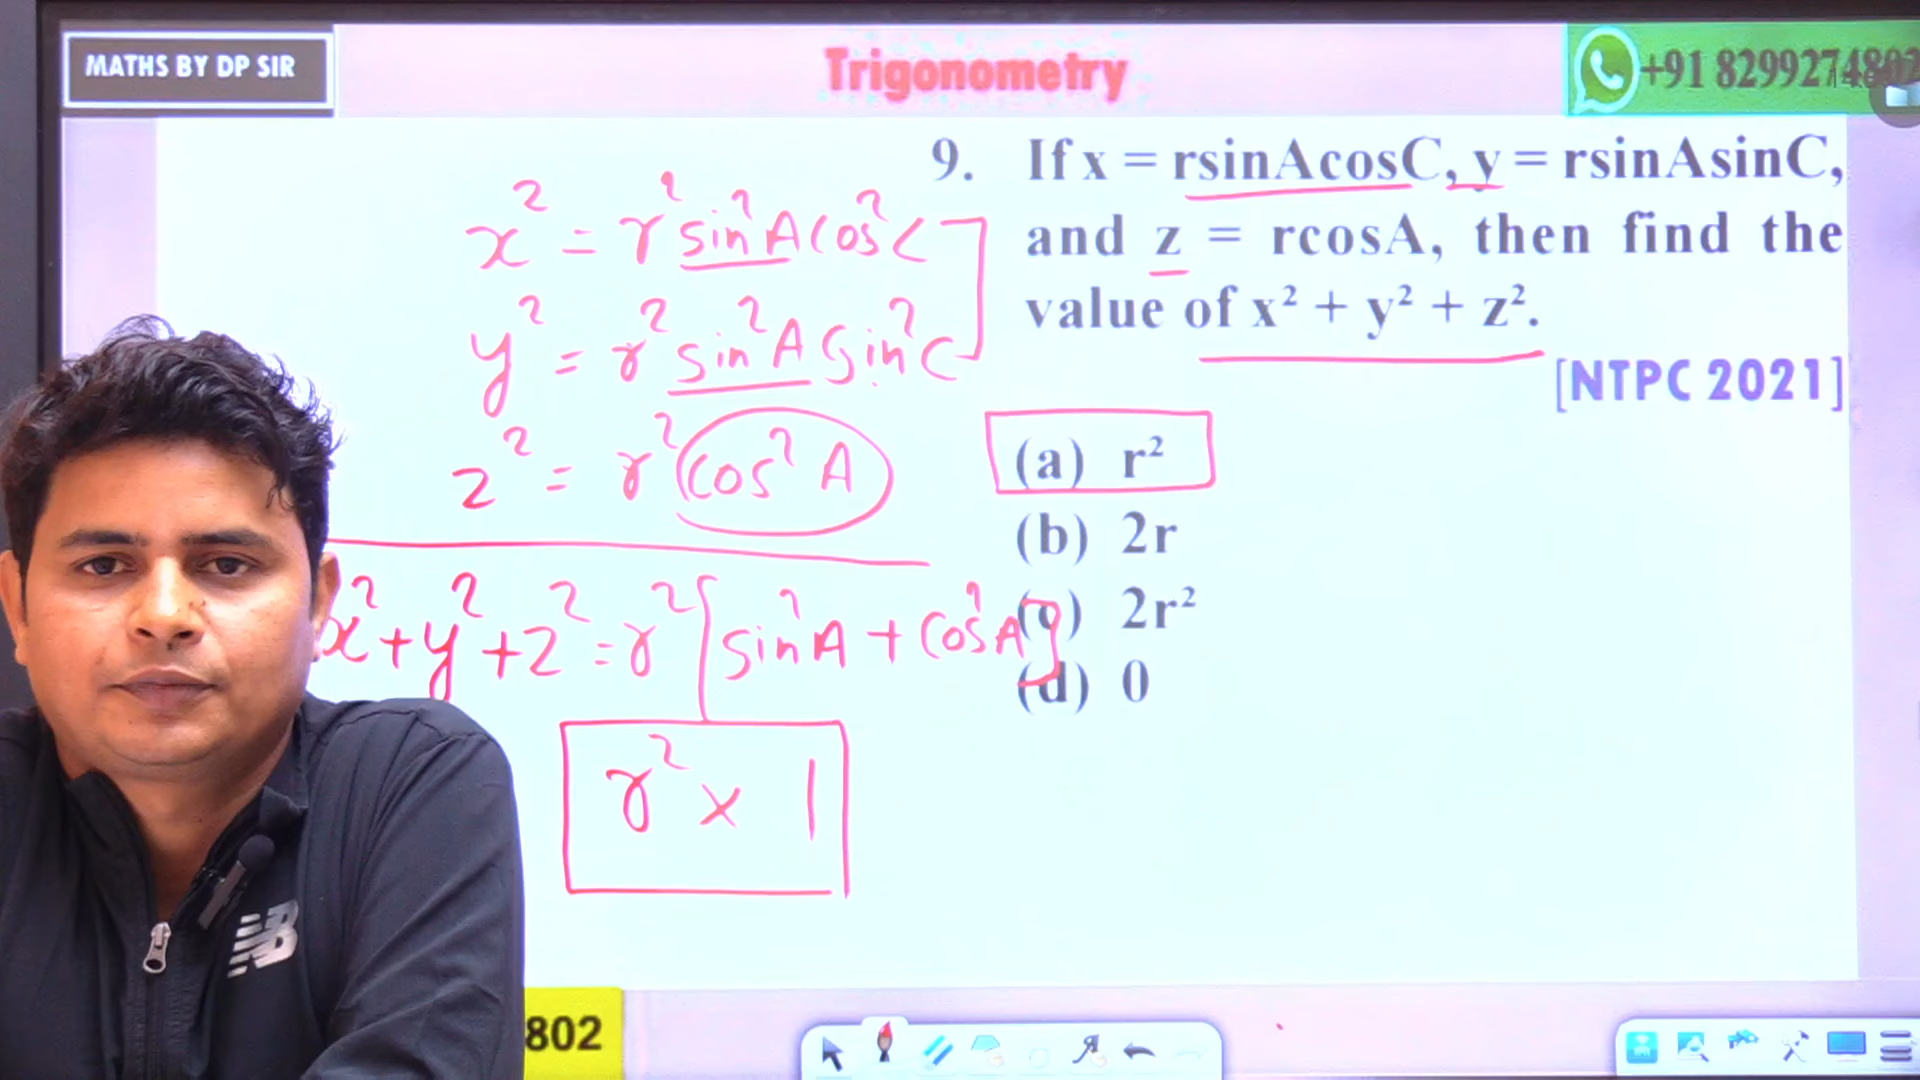 MATHS BY DP SIR
Trigonometry
9. If x = rsinAcosC, y = rsinAsinC,
and z = rcosA, then find the
value of x² + y² + z².
[NTPC 2021]
(a) r²
(b) 2r
(c) 2r²
(d) 0
x² = r² sin²A cos²C
y² = r² sin²A sin²C
z² = r² cos²A
x²+y²+z² = r²[sin²A + cos²A]
r² x 1
802
NB